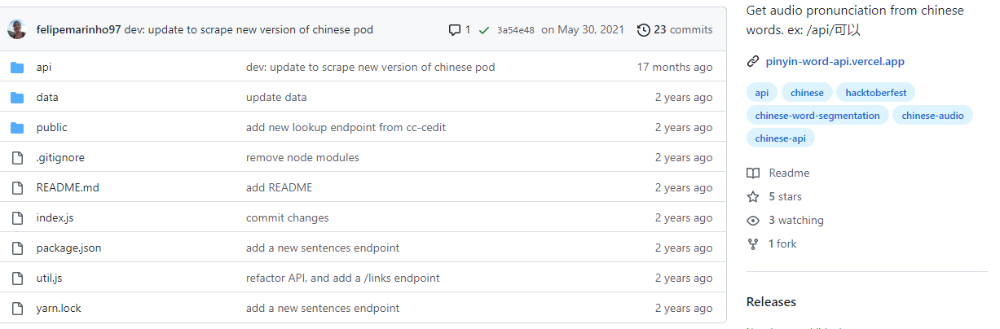 felipemarinho97 dev: update to scrape new version of chinese pod 1 3a54e48 on May 30, 2021 23 commits
api dev: update to scrape new version of chinese pod 17 months ago
data update data 2 years ago
public add new lookup endpoint from cc-cedit 2 years ago
.gitignore remove node modules 2 years ago
README.md add README 2 years ago
index.js commit changes 2 years ago
package.json add a new sentences endpoint 2 years ago
util.js refactor API, and add a /links endpoint 2 years ago
yarn.lock add a new sentences endpoint 2 years ago
Get audio pronunciation from chinese
words. ex: /api/可以
pinyin-word-api.vercel.app
api chinese hacktoberfest
chinese-word-segmentation chinese-audio
chinese-api
Readme
5 stars
3 watching
1 fork
Releases